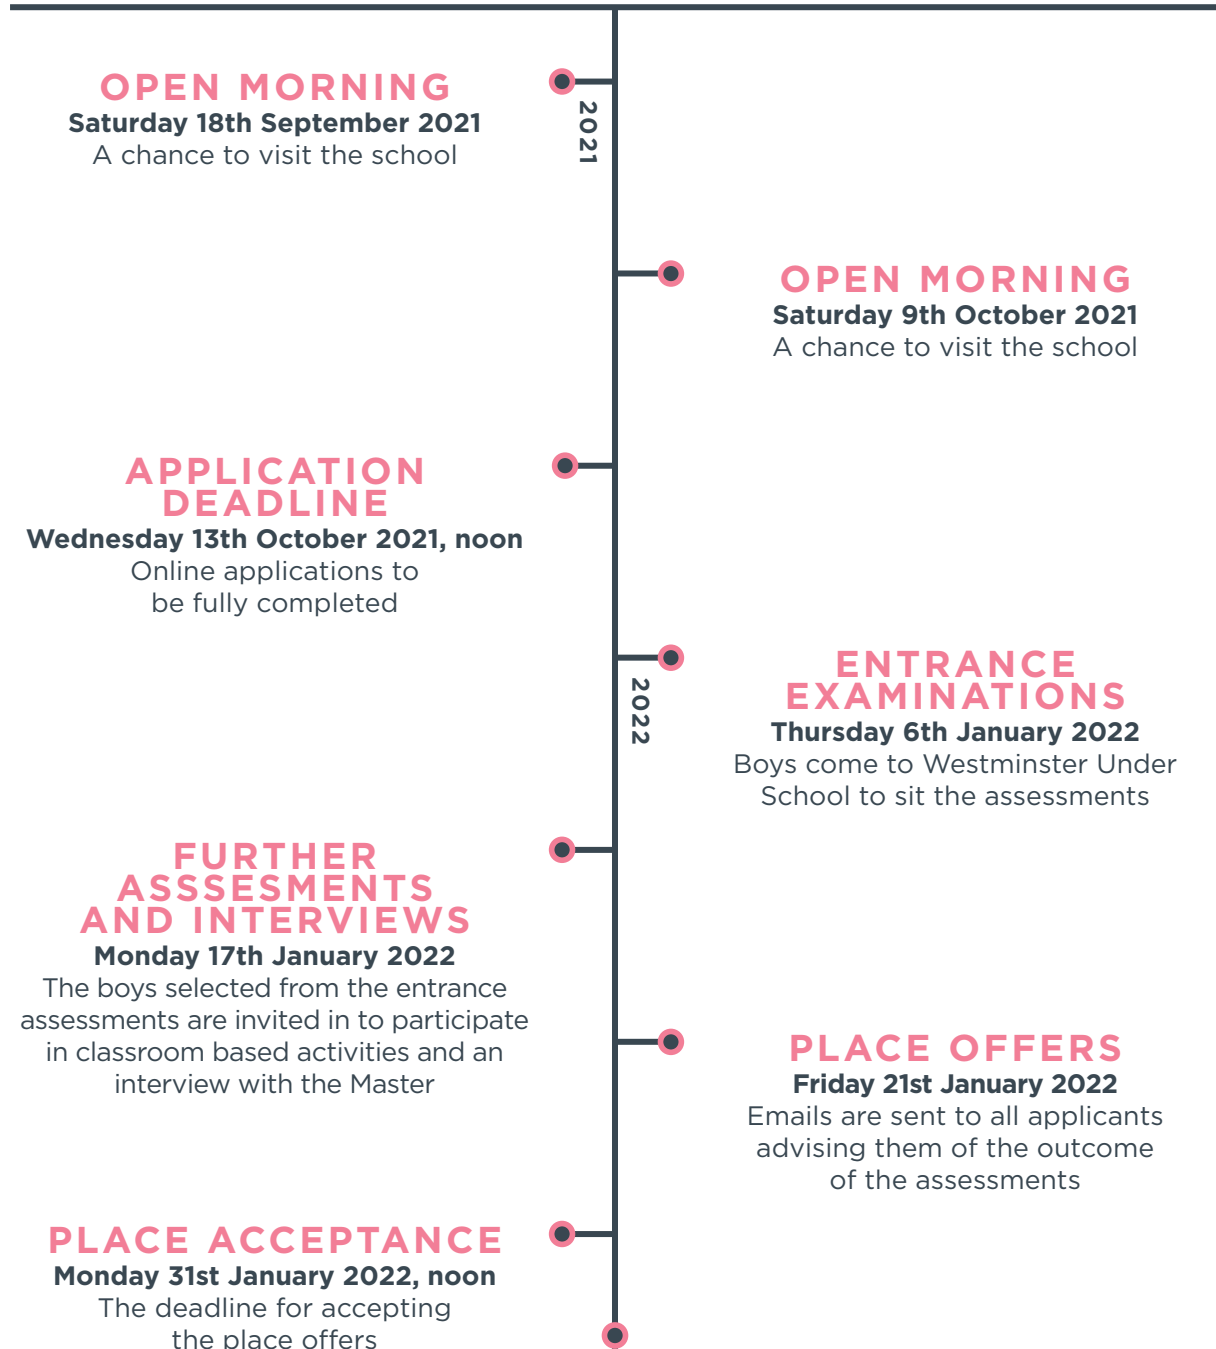 OPEN MORNING
Saturday 18th September 2021
A chance to visit the school
2021
OPEN MORNING
Saturday 9th October 2021
A chance to visit the school
APPLICATION
DEADLINE
Wednesday 13th October 2021, noon
Online applications to
be fully completed
ENTRANCE
EXAMINATIONS
Thursday 6th January 2022
Boys come to Westminster Under
School to sit the assessments
2022
FURTHER
ASSSESMENTS
AND INTERVIEWS
Monday 17th January 2022
The boys selected from the entrance
assessments are invited in to participate
in classroom based activities and an
interview with the Master
PLACE OFFERS
Friday 21st January 2022
Emails are sent to all applicants
advising them of the outcome
of the assessments
PLACE ACCEPTANCE
Monday 31st January 2022, noon
The deadline for accepting
the place offers